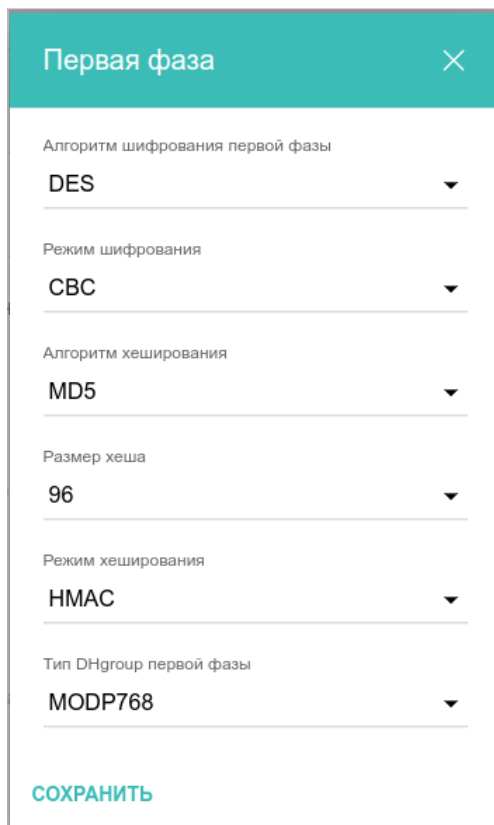 Первая фаза
Алгоритм шифрования первой фазы
DES
Режим шифрования
CBC
Алгоритм хеширования
MD5
Размер хеша
96
Режим хеширования
HMAC
Тип DHgroup первой фазы
MODP768
СОХРАНИТЬ